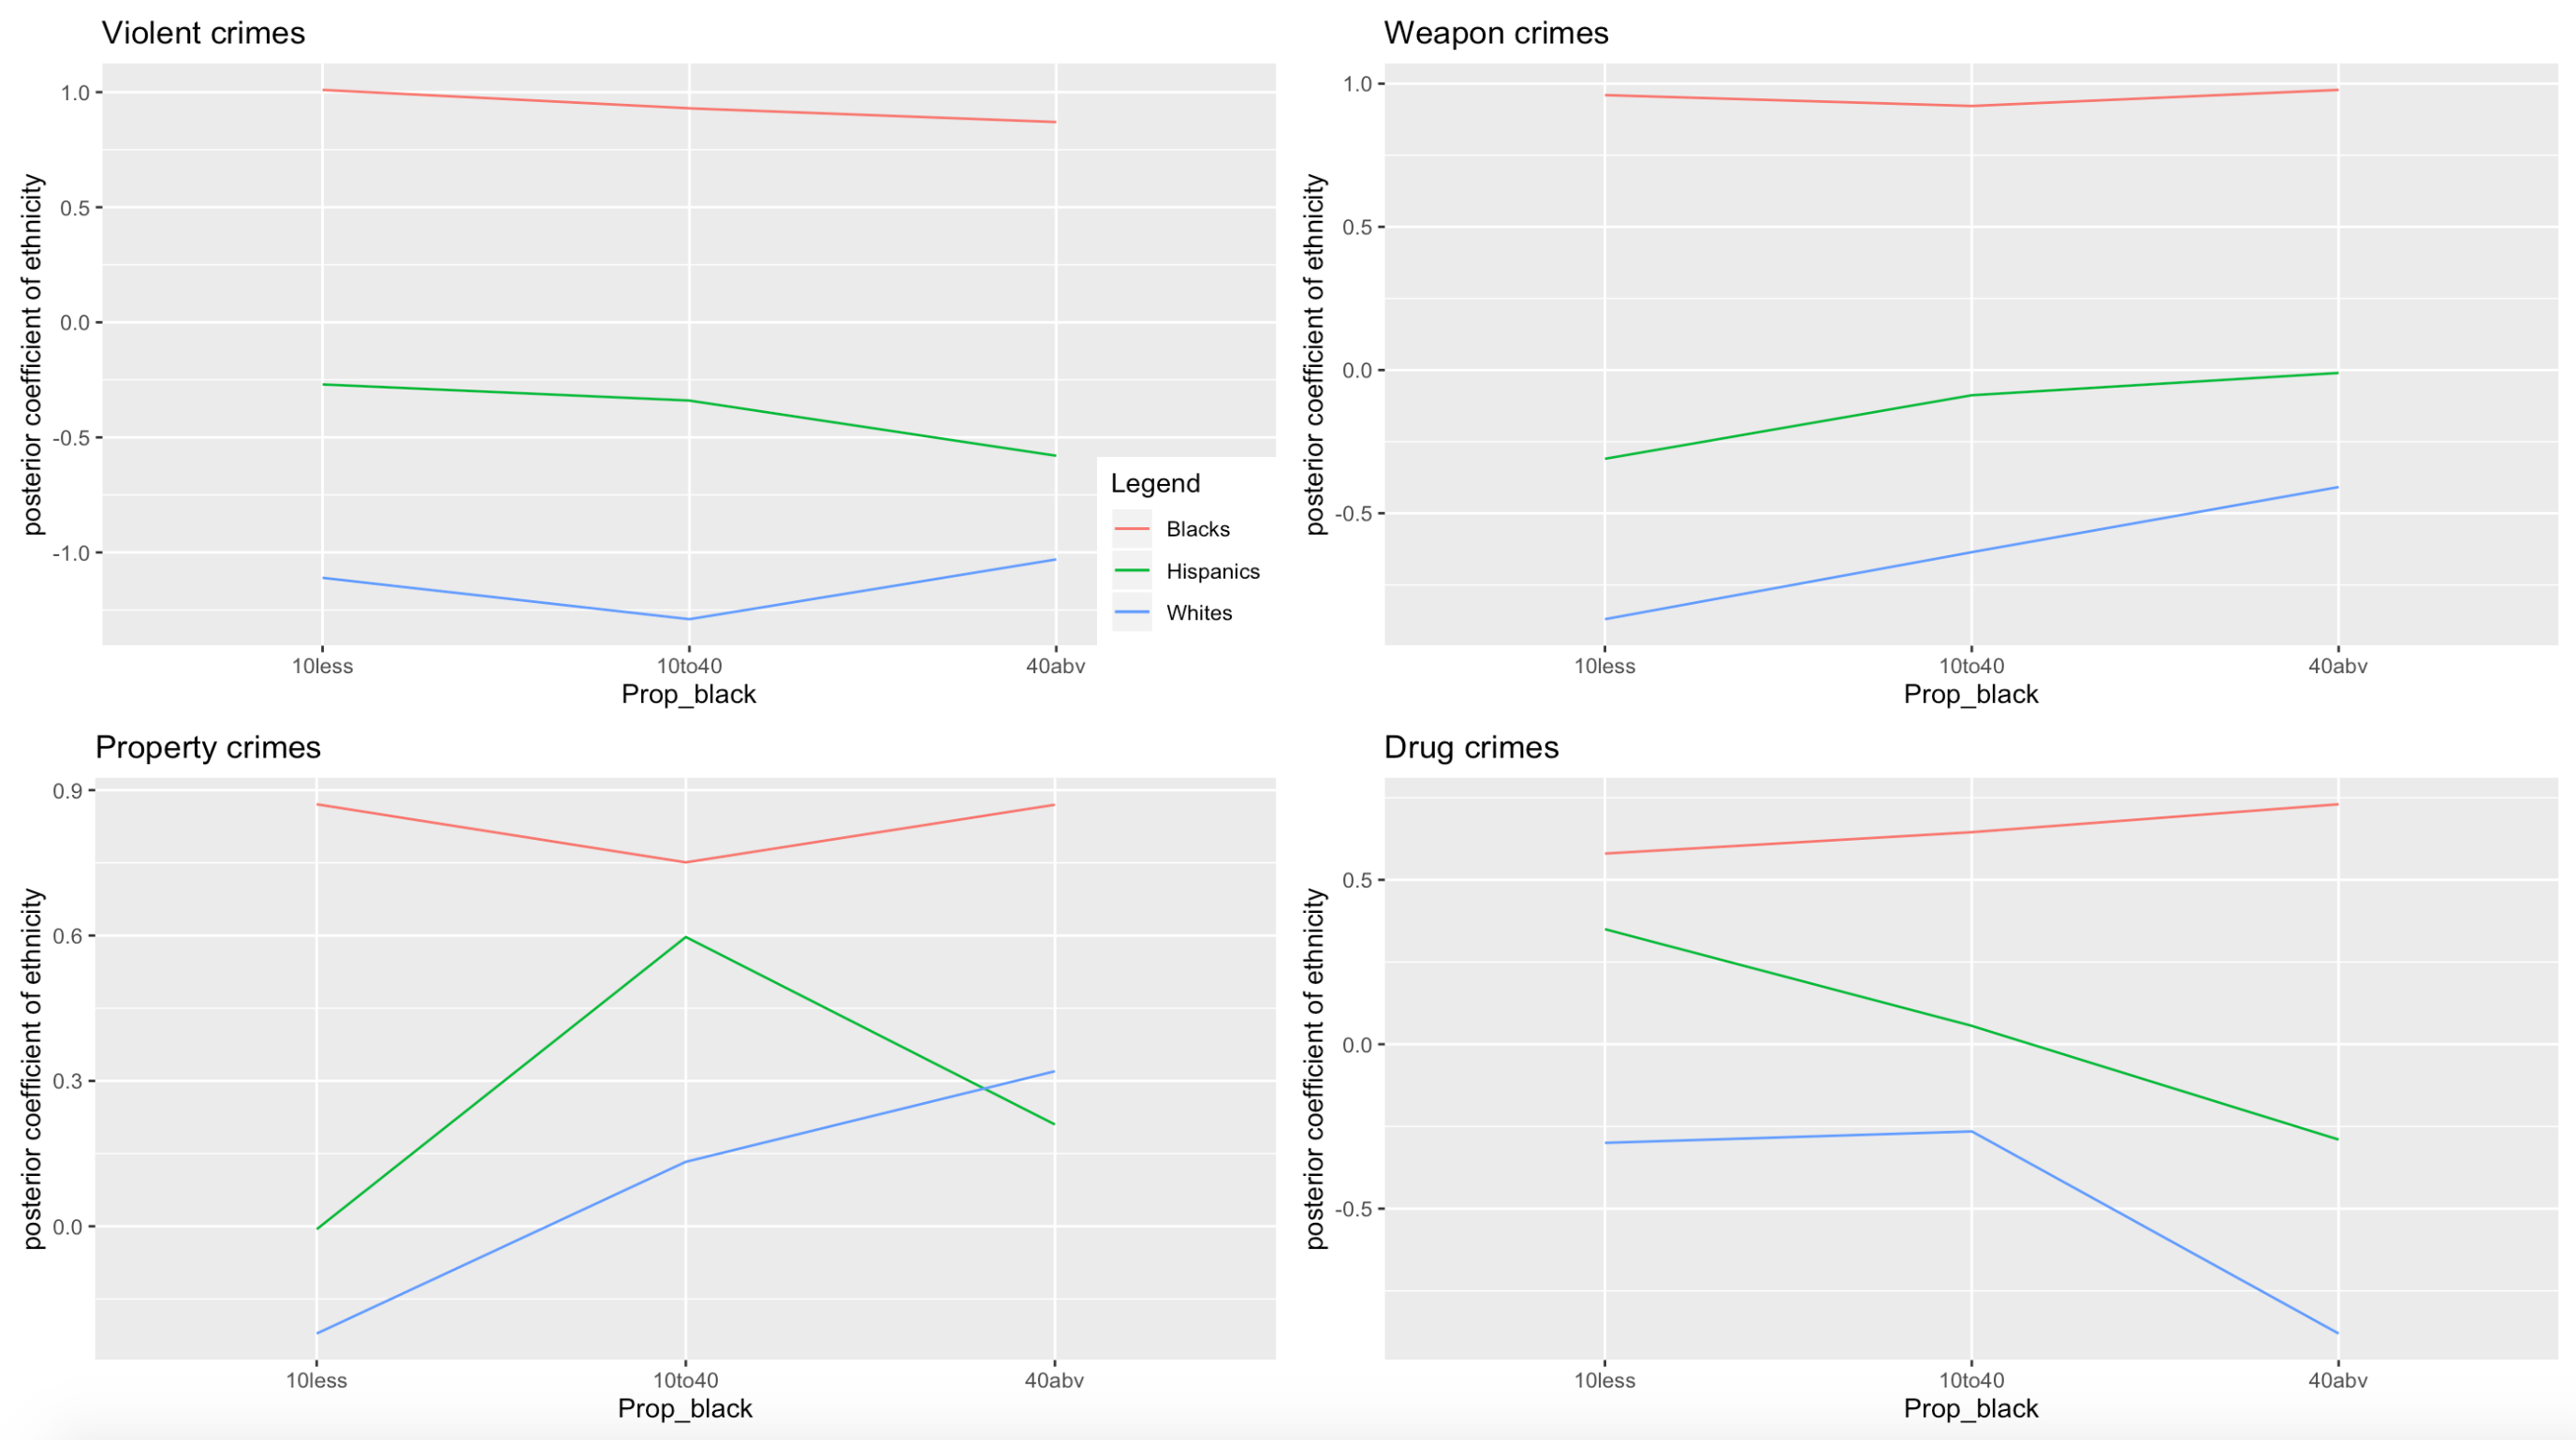 Violent crimes
posterior coefficient of ethnicity
1.0
0.5
0.0
-0.5
-1.0
10less 10to40 40abv
Prop_black
Legend
Blacks
Hispanics
Whites
Weapon crimes
posterior coefficient of ethnicity
1.0
0.5
0.0
-0.5
10less 10to40 40abv
Prop_black
Property crimes
posterior coefficient of ethnicity
0.9
0.6
0.3
0.0
10less 10to40 40abv
Prop_black
Drug crimes
posterior coefficient of ethnicity
0.5
0.0
-0.5
10less 10to40 40abv
Prop_black